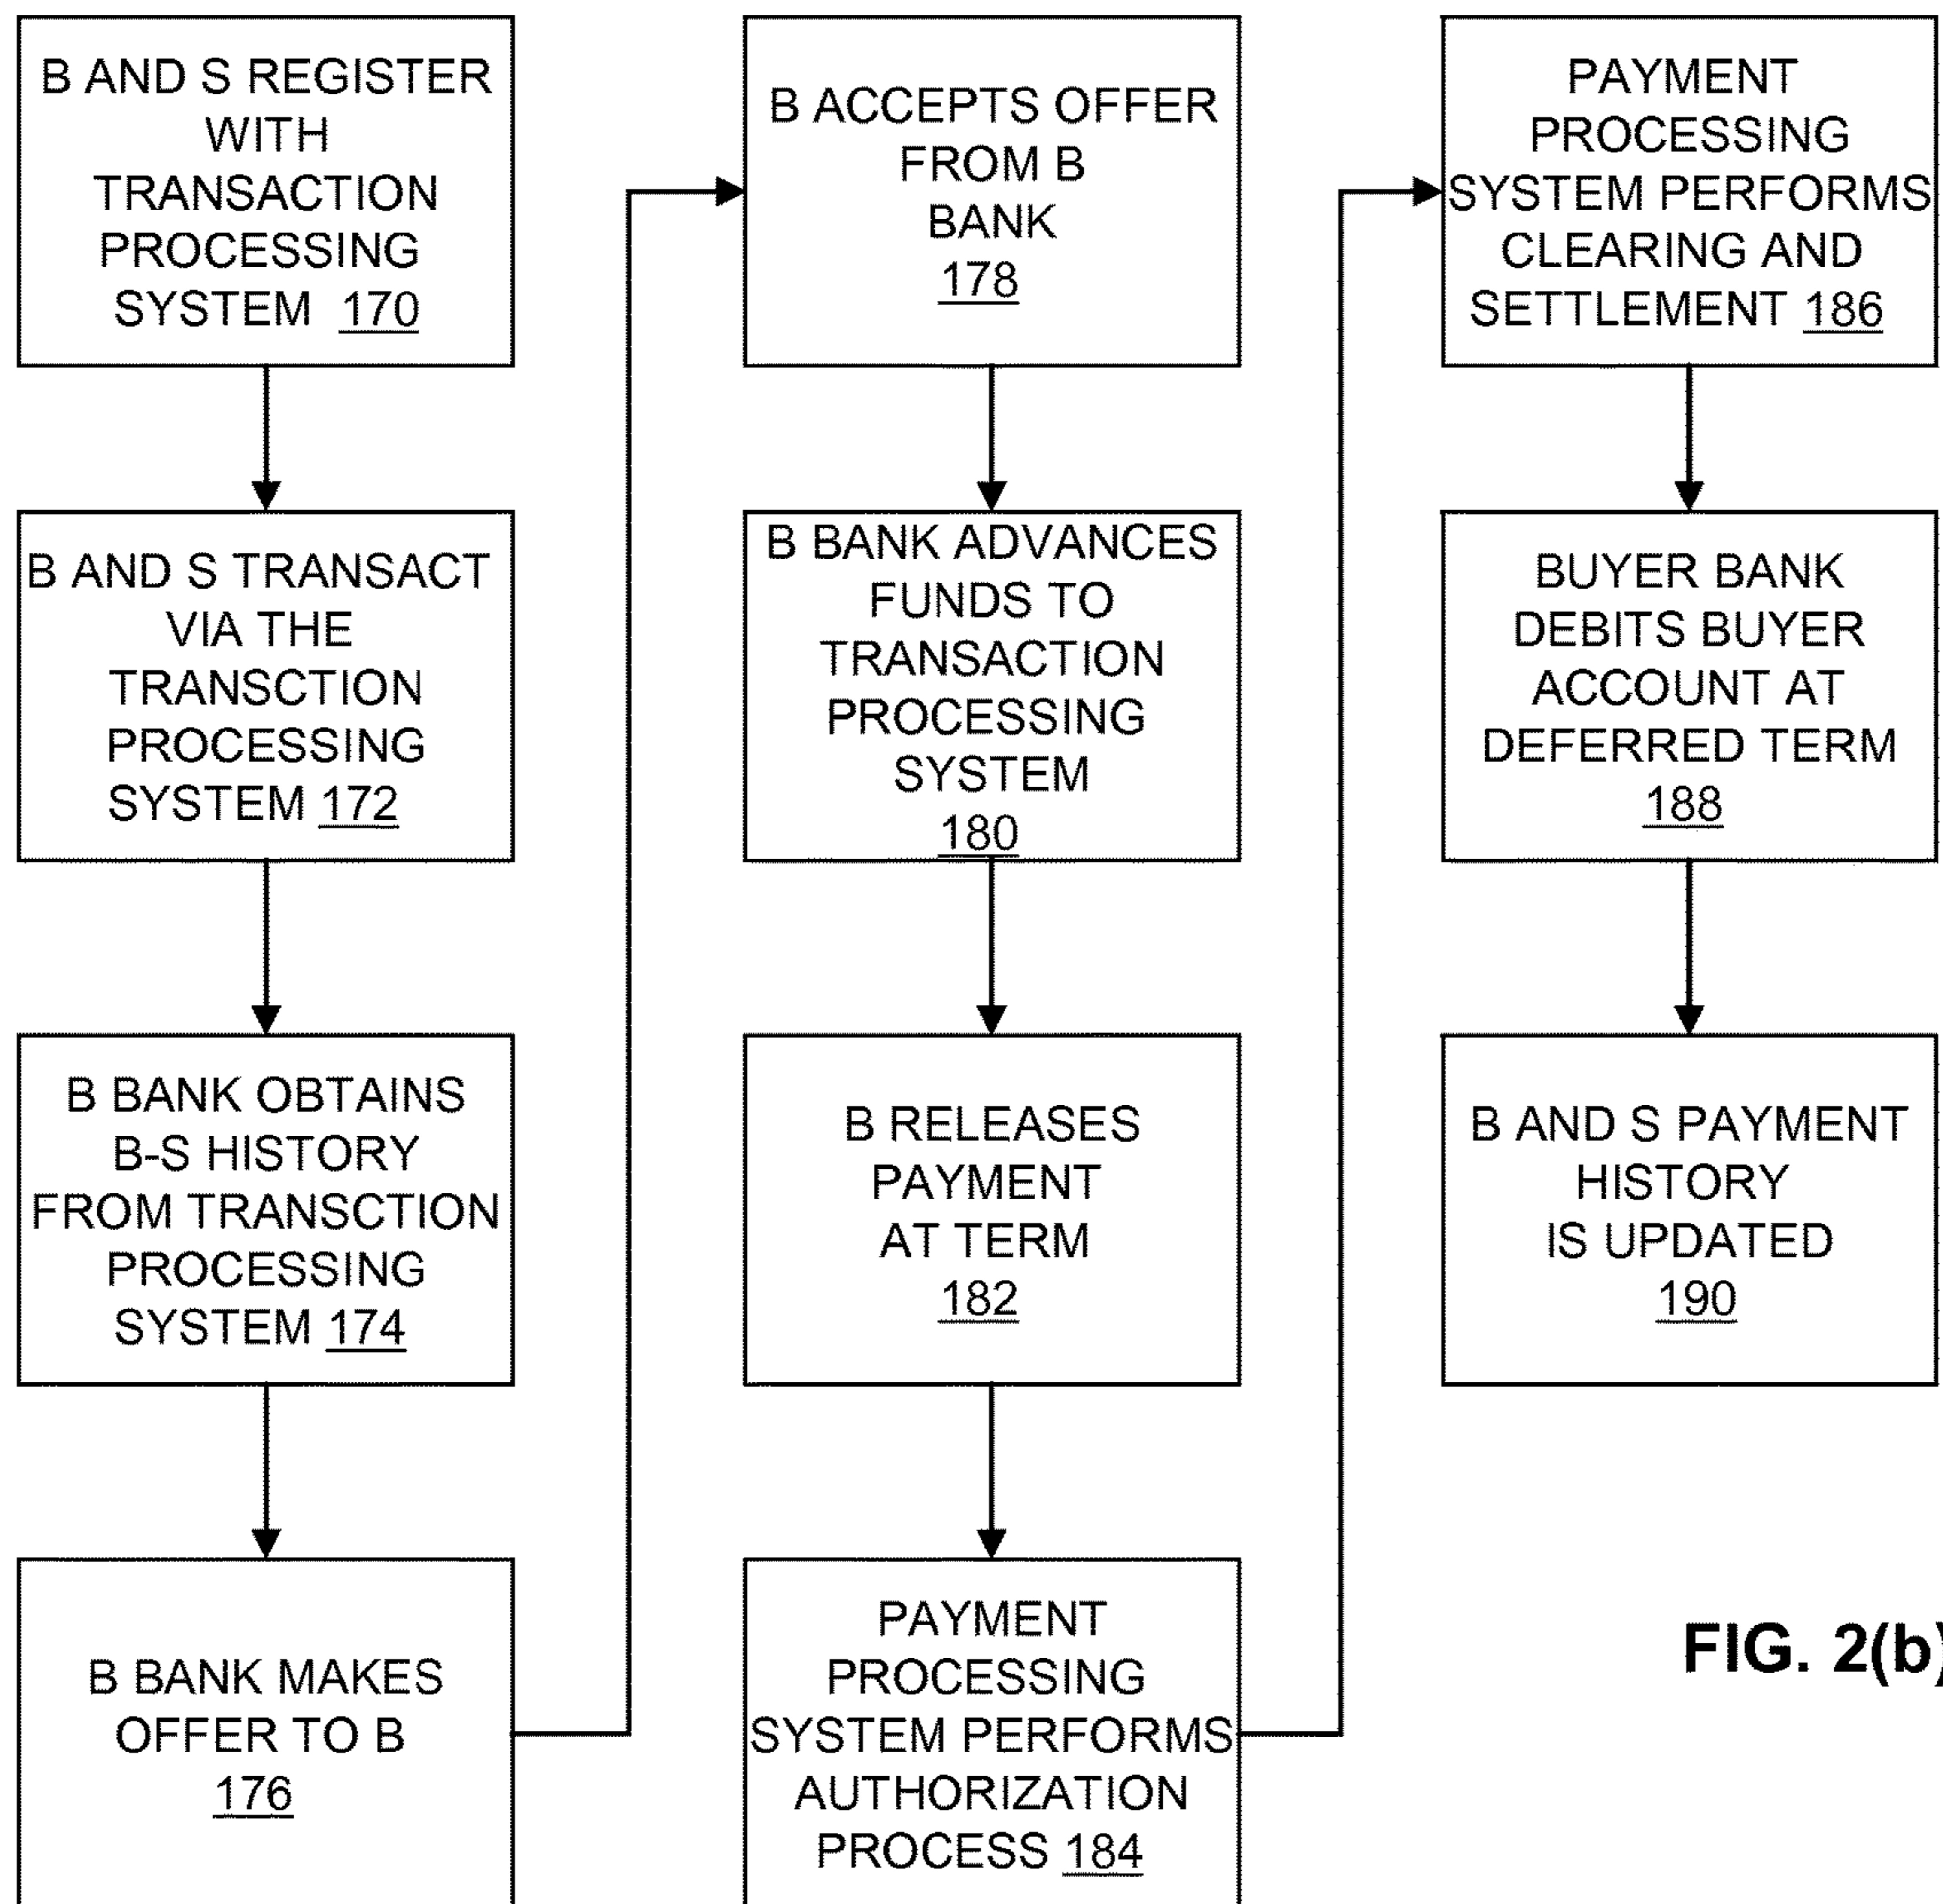 B AND S REGISTER
WITH
TRANSACTION
PROCESSING
SYSTEM 170
B AND S TRANSACT
VIA THE
TRANSCTION
PROCESSING
SYSTEM 172
B BANK OBTAINS
B-S HISTORY
FROM TRANSCTION
PROCESSING
SYSTEM 174
B BANK MAKES
OFFER TO B
176
B ACCEPTS OFFER
FROM B
BANK
178
B BANK ADVANCES
FUNDS TO
TRANSACTION
PROCESSING
SYSTEM
180
B RELEASES
PAYMENT
AT TERM
182
PAYMENT
PROCESSING
SYSTEM PERFORMS
AUTHORIZATION
PROCESS 184
PAYMENT
PROCESSING
SYSTEM PERFORMS
CLEARING AND
SETTLEMENT 186
BUYER BANK
DEBITS BUYER
ACCOUNT AT
DEFERRED TERM
188
B AND S PAYMENT
HISTORY
IS UPDATED
190
FIG. 2(b)